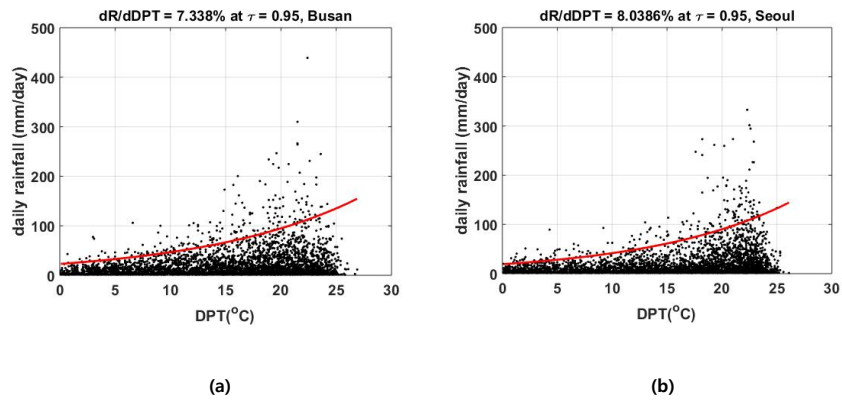 dR/dDPT = 7.338% at τ = 0.95, Busan
500
400
300
200
100
0
daily rainfall (mm/day)
0 5 10 15 20 25 30
DPT(°C)
(a)
dR/dDPT = 8.0386% at τ = 0.95, Seoul
500
400
300
200
100
0
daily rainfall (mm/day)
0 5 10 15 20 25 30
DPT(°C)
(b)